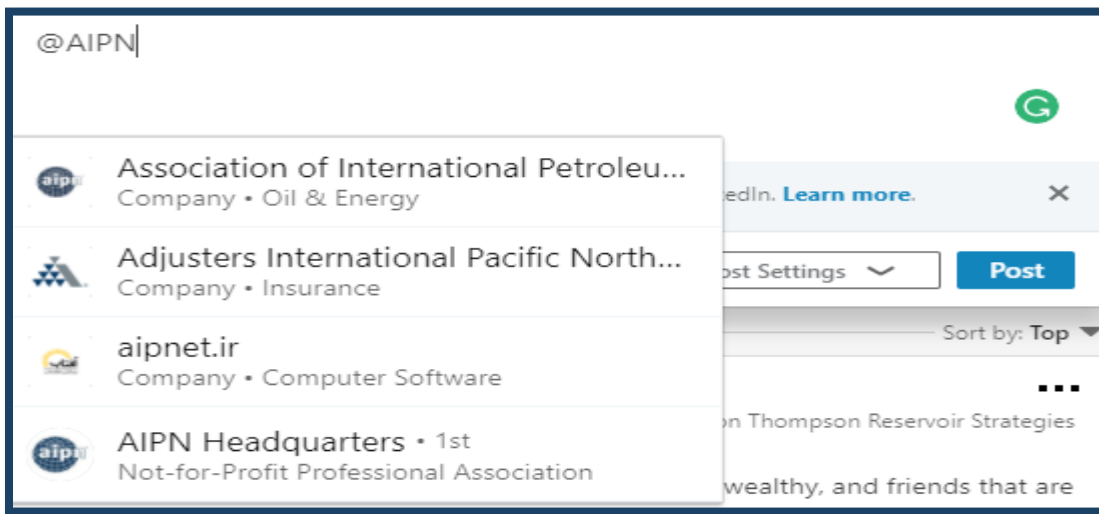 @AIPN
Association of International Petroleu...
Company • Oil & Energy
edIn. Learn more.
Adjusters International Pacific North...
Company • Insurance
ost Settings
Post
aipnet.ir
Company • Computer Software
Sort by: Top
AIPN Headquarters • 1st
Not-for-Profit Professional Association
on Thompson Reservoir Strategies
wealthy, and friends that are
aipn
aipn